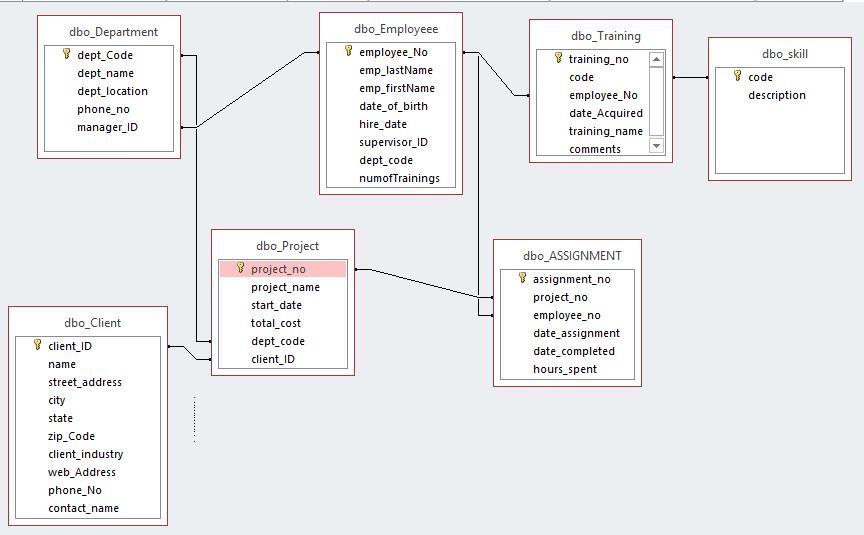 dbo_Department
dept_Code
dept_name
dept_location
phone_no
manager_ID
dbo_Employeee
employee_No
emp_lastName
emp_firstName
date_of_birth
hire_date
supervisor_ID
dept_code
numofTrainings
dbo_Training
training_no
code
employee_No
date_Acquired
training_name
comments
dbo_skill
code
description
dbo_Project
project_no
project_name
start_date
total_cost
dept_code
client_ID
dbo_ASSIGNMENT
assignment_no
project_no
employee_no
date_assignment
date_completed
hours_spent
dbo_Client
client_ID
name
street_address
city
state
zip_Code
client_industry
web_Address
phone_No
contact_name